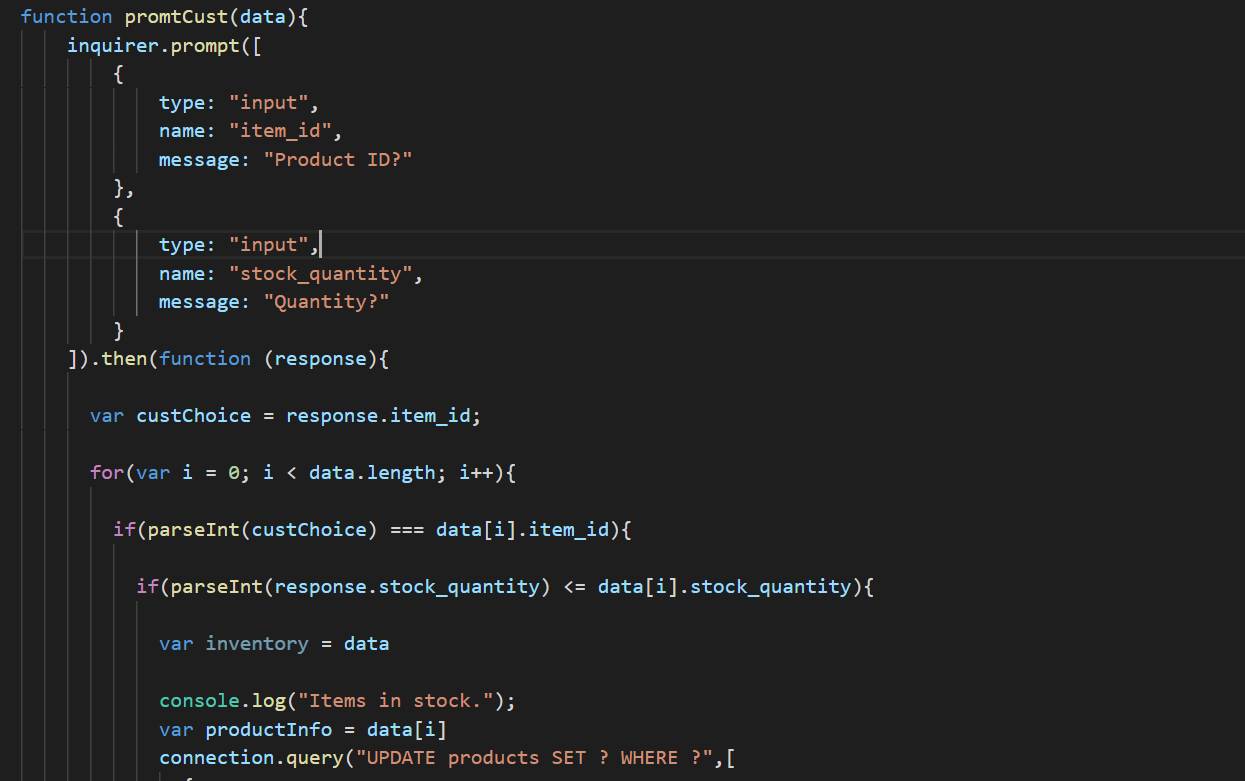 function promtCust(data){
inquirer.prompt([
{
type: "input",
name: "item_id",
message: "Product ID?"
},
{
type: "input",
name: "stock_quantity",
message: "Quantity?"
}
]).then(function (response){
var custChoice = response.item_id;
for(var i = 0; i < data.length; i++){
if(parseInt(custChoice) === data[i].item_id){
if(parseInt(response.stock_quantity) <= data[i].stock_quantity){
var inventory = data
console.log("Items in stock.");
var productInfo = data[i]
connection.query("UPDATE products SET ? WHERE ?",[